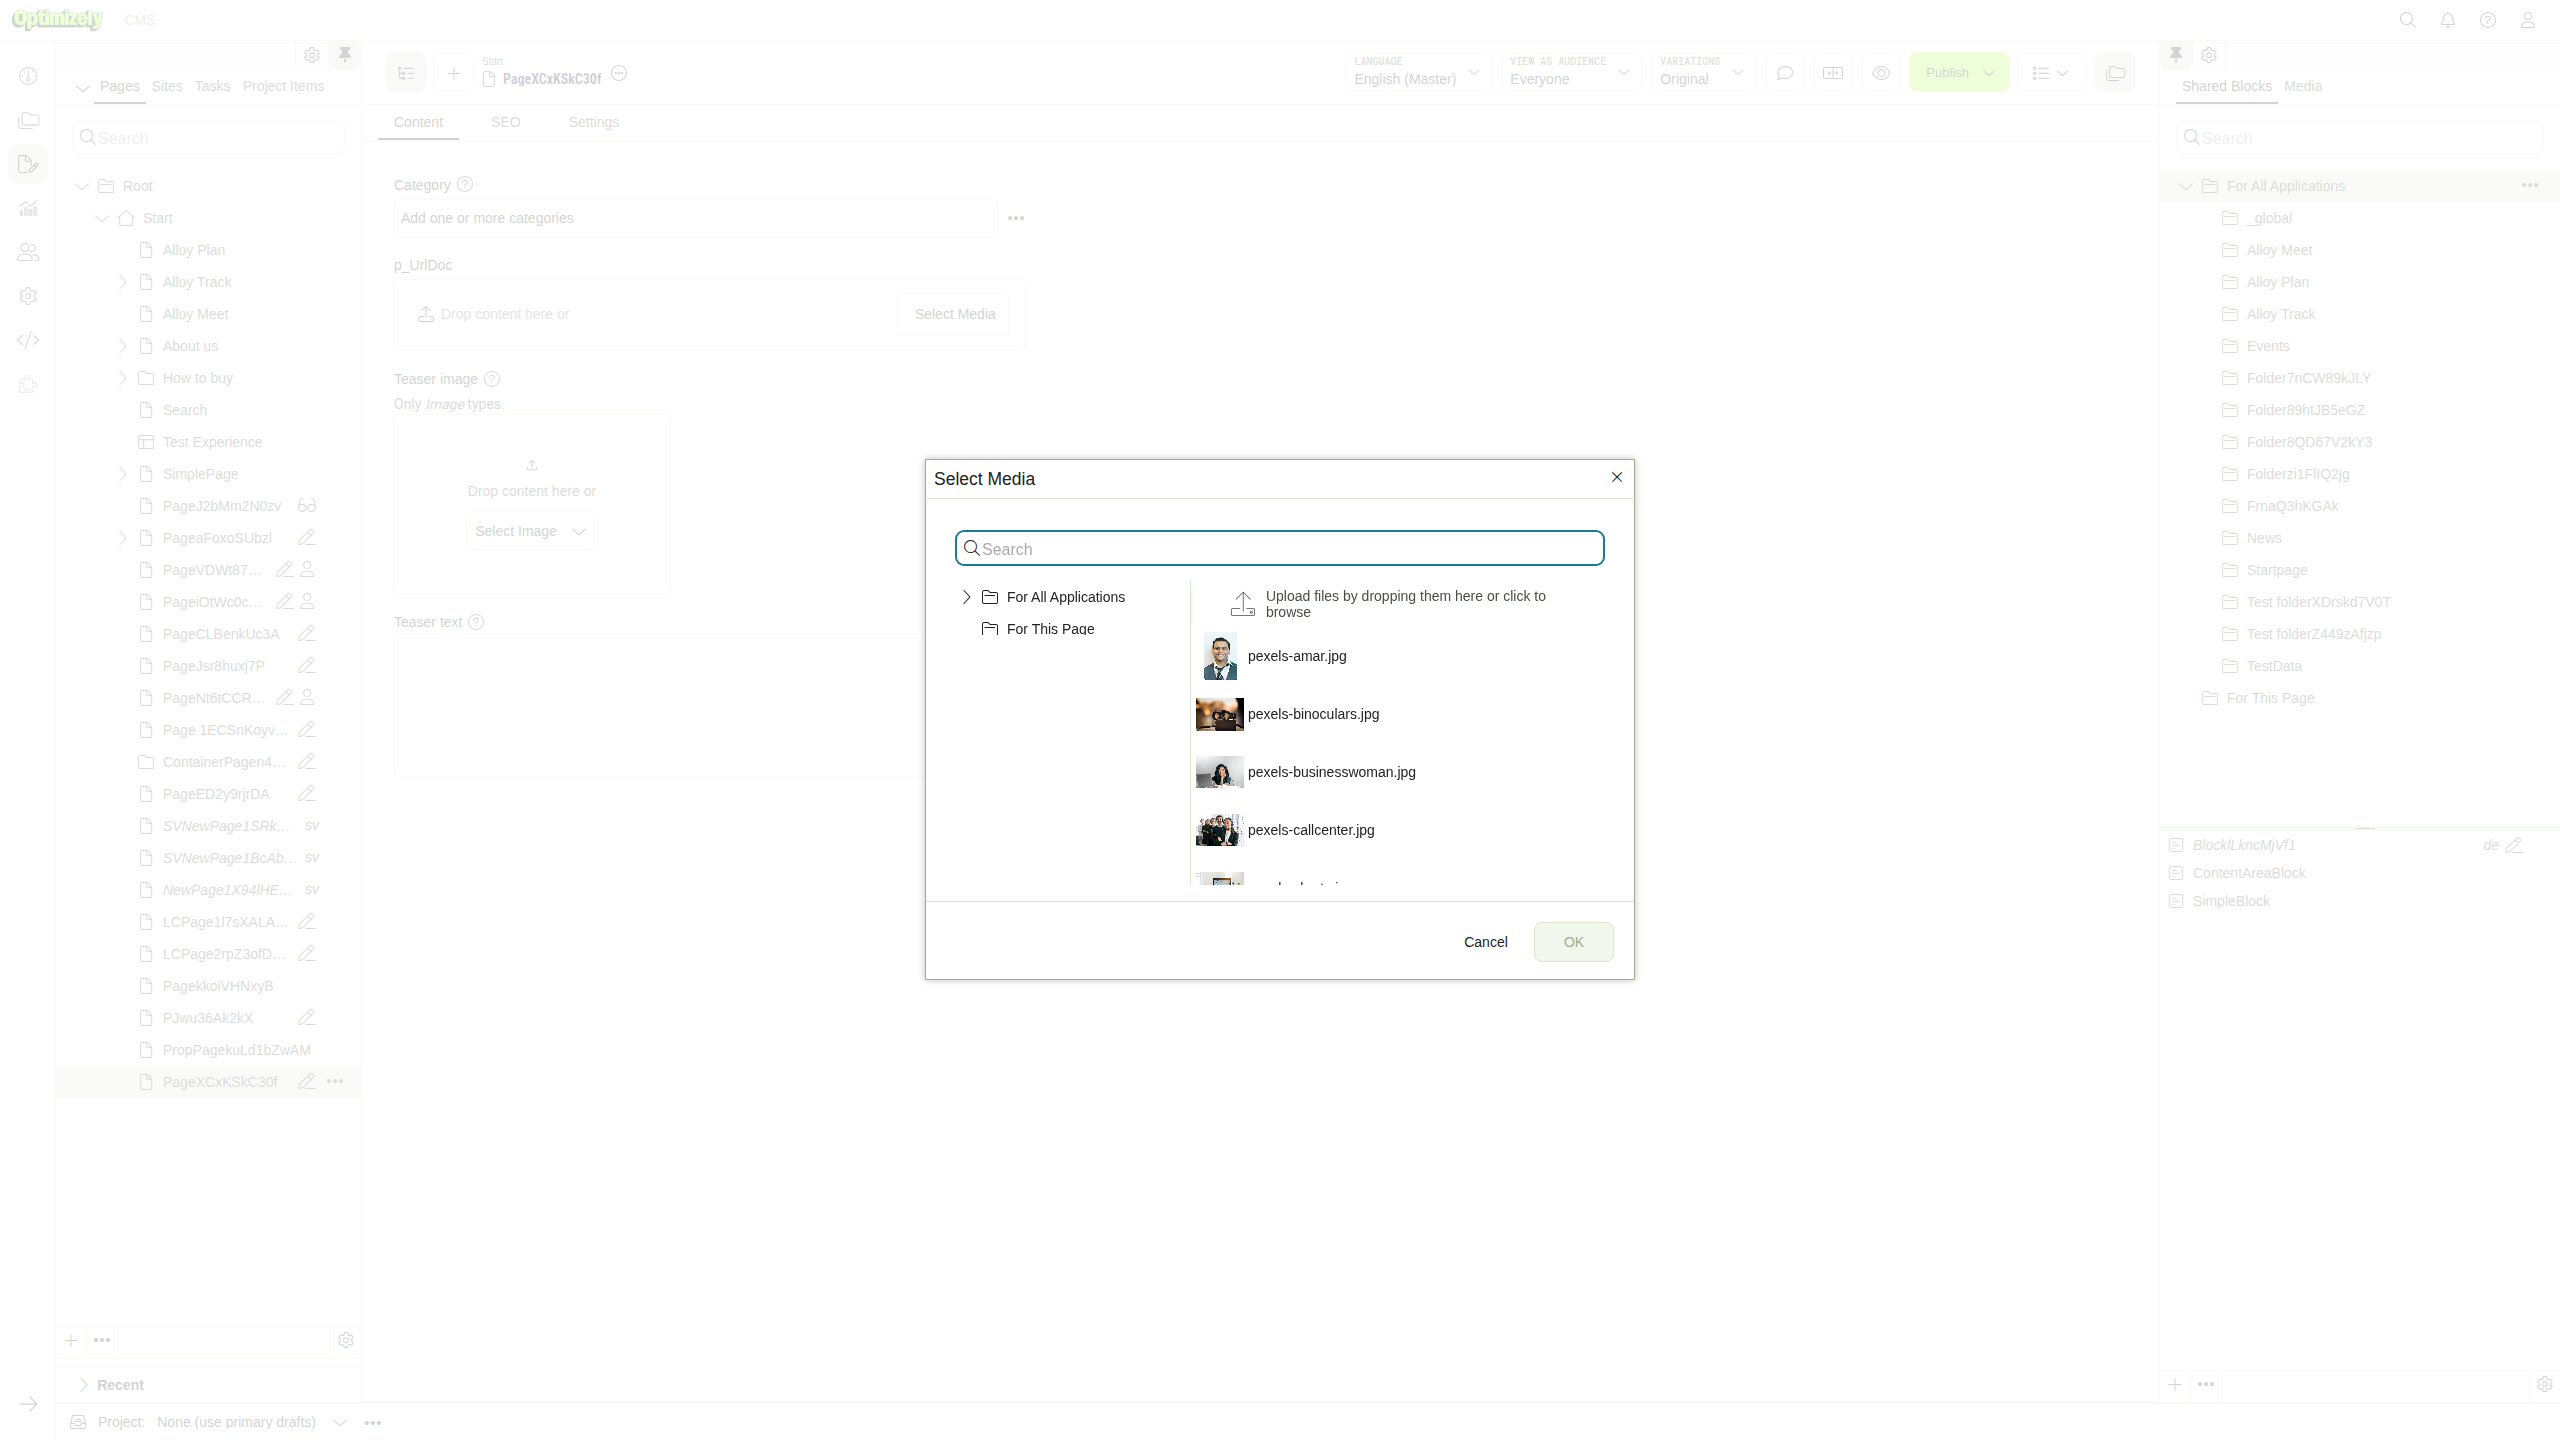 Optimizely
CMS
Pages
Sites
Tasks
Project Items
Search
Root
Start
Alloy Plan
Alloy Track
Alloy Meet
About us
How to buy
Search
Test Experience
SimplePage
PageJ2bMm2N0zv
PageaFoxoSUbzl
PageVDWt87...
PageiOtWc0c...
PageCLBenkUc3A
PageJsr8huxj7P
PageNt6tCCR...
Page 1ECSnKoyv...
ContainerPagen4...
PageED2y9rjrDA
SVNewPage1SRk... sv
SVNewPage1BcAb... sv
NewPage1X94lHE... sv
LCPage1l7sXALA...
LCPage2rpZ3ofD...
PagekkoiVHNxyB
PJwu36Ak2kX
PropPagekuLd1bZwAM
PageXCxKSkC30f
Recent
Project: None (use primary drafts)
Start
PageXCxKSkC30f
LANGUAGE
English (Master)
VIEW AS AUDIENCE
Everyone
VARIATIONS
Original
Publish
Content
SEO
Settings
Category
Add one or more categories
p_UrlDoc
Drop content here or
Select Media
Teaser image
Only Image types.
Drop content here or
Select Image
Teaser text
Select Media
Search
For All Applications
For This Page
Upload files by dropping them here or click to
browse
pexels-amar.jpg
pexels-binoculars.jpg
pexels-businesswoman.jpg
pexels-callcenter.jpg
Cancel
OK
Shared Blocks
Media
Search
For All Applications
_global
Alloy Meet
Alloy Plan
Alloy Track
Events
Folder7nCW89kJLY
Folder89htJB5eGZ
Folder8QD67V2kY3
Folderzi1FlIQ2jg
FrnaQ3hKGAk
News
Startpage
Test folderXDrskd7V0T
Test folderZ449zAfjzp
TestData
For This Page
BlocklLkncMjVf1 de
ContentAreaBlock
SimpleBlock